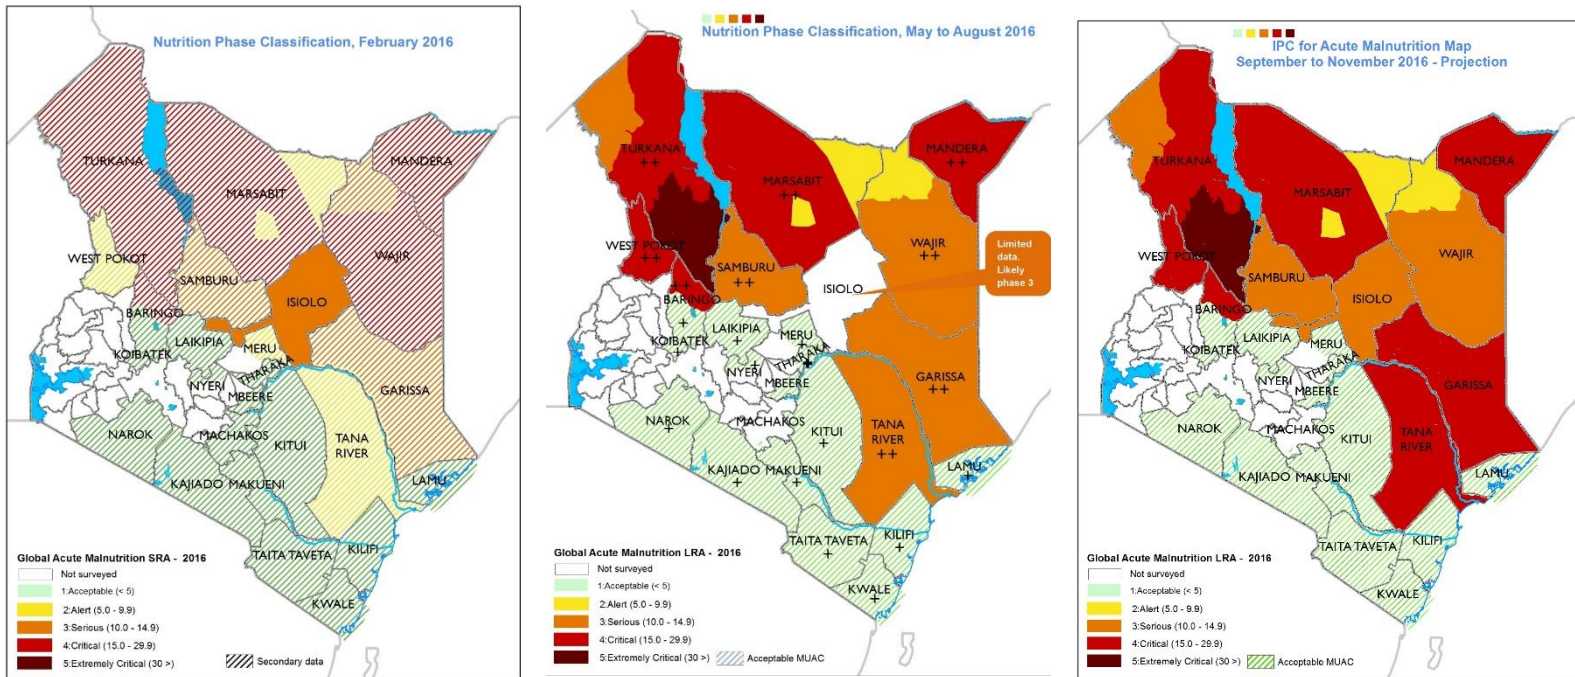 Nutrition Phase Classification, February 2016
TURKANA
MANDERA
MARSABIT
WEST POKOT
WAJIR
SAMBURU
ISIOLO
BARINGO
LAIKIPIA
KOIBATEK
MERU
THARAKA
NYERI
MBEERE
GARISSA
NAROK
MACHAKOS
KITUI
TANA
RIVER
KAJIADO
MAKUENI
LAMU
TAITA TAVETA
KILIFI
KWALE
Global Acute Malnutrition SRA - 2016
Not surveyed
1:Acceptable (< 5)
2:Alert (5.0 - 9.9)
3:Serious (10.0 - 14.9)
4:Critical (15.0 - 29.9)
5:Extremely Critical (30 >)
Secondary data
Nutrition Phase Classification, May to August 2016
TURKANA
++
MANDERA
++
MARSABIT
++
WEST POKOT
++
WAJIR
++
Limited
data.
Likely
phase 3
SAMBURU
++
ISIOLO
++
BARINGO
+
LAIKIPIA
+
KOIBATEK
+
MERU
+
THARAKA
+
NYERI
+
MBEERE
GARISSA
++
NAROK
+
MACHAKOS
KITUI
+
TANA
RIVER
++
KAJIADO
+
MAKUENI
+
LAMU
+
TAITA TAVETA
+
KILIFI
+
KWALE
+
Global Acute Malnutrition LRA - 2016
Not surveyed
1:Acceptable (< 5)
2:Alert (5.0 - 9.9)
3:Serious (10.0 - 14.9)
4:Critical (15.0 - 29.9)
5:Extremely Critical (30 >)
Acceptable MUAC
IPC for Acute Malnutrition Map
September to November 2016 - Projection
TURKANA
MANDERA
MARSABIT
WEST POKOT
WAJIR
SAMBURU
ISIOLO
BARINGO
LAIKIPIA
KOIBATEK
MERU
THARAKA
NYERI
MBEERE
GARISSA
NAROK
MACHAKOS
KITUI
TANA
RIVER
KAJIADO
MAKUENI
LAMU
TAITA TAVETA
KILIFI
KWALE
Global Acute Malnutrition LRA - 2016
Not surveyed
1:Acceptable (< 5)
2:Alert (5.0 - 9.9)
3:Serious (10.0 - 14.9)
4:Critical (15.0 - 29.9)
5:Extremely Critical (30 >)
Acceptable MUAC